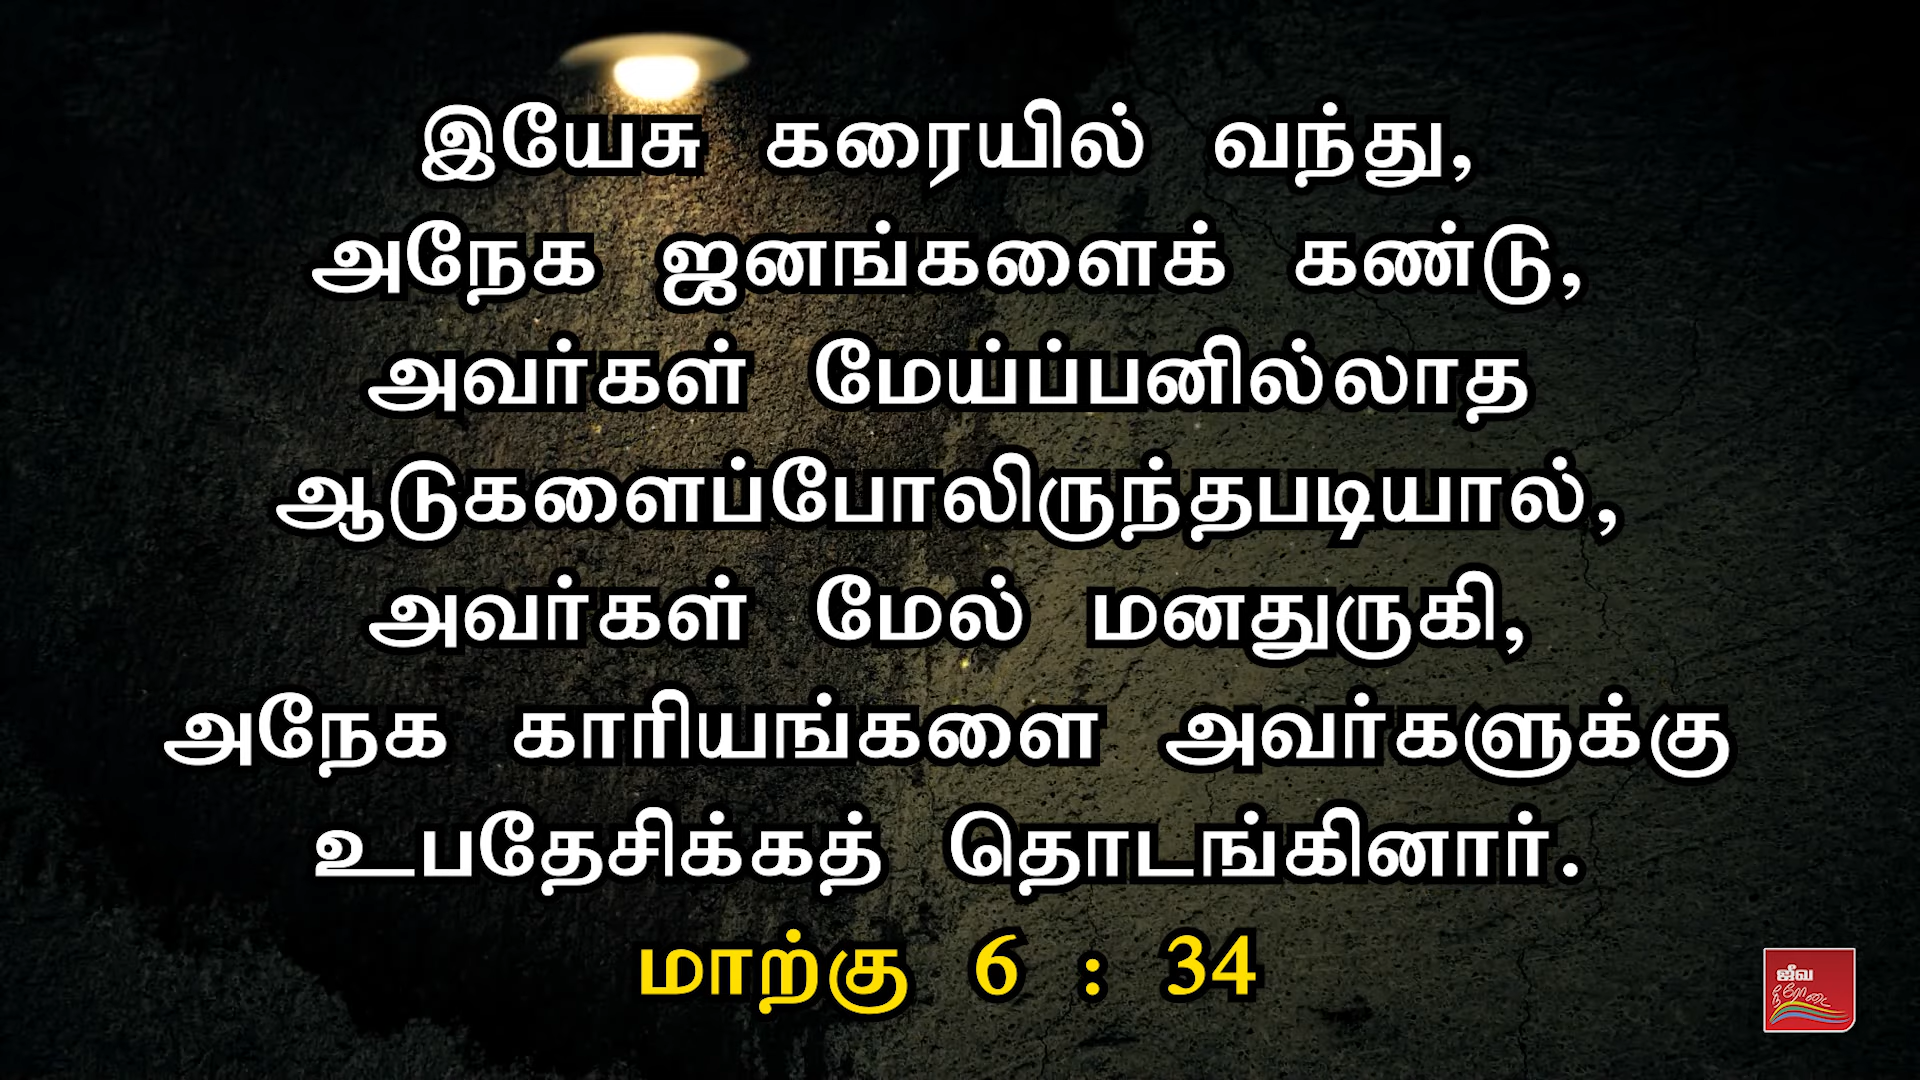 இயேசு கரையில் வந்து,
அநேக ஜனங்களைக் கண்டு,
அவர்கள் மேய்ப்பனில்லாத
ஆடுகளைப்போலிருந்தபடியால்,
அவர்கள் மேல் மனதுருகி,
அநேக காரியங்களை அவர்களுக்கு
உபதேசிக்கத் தொடங்கினார்.
மாற்கு 6 : 34
ஜீவ
நீரோடை